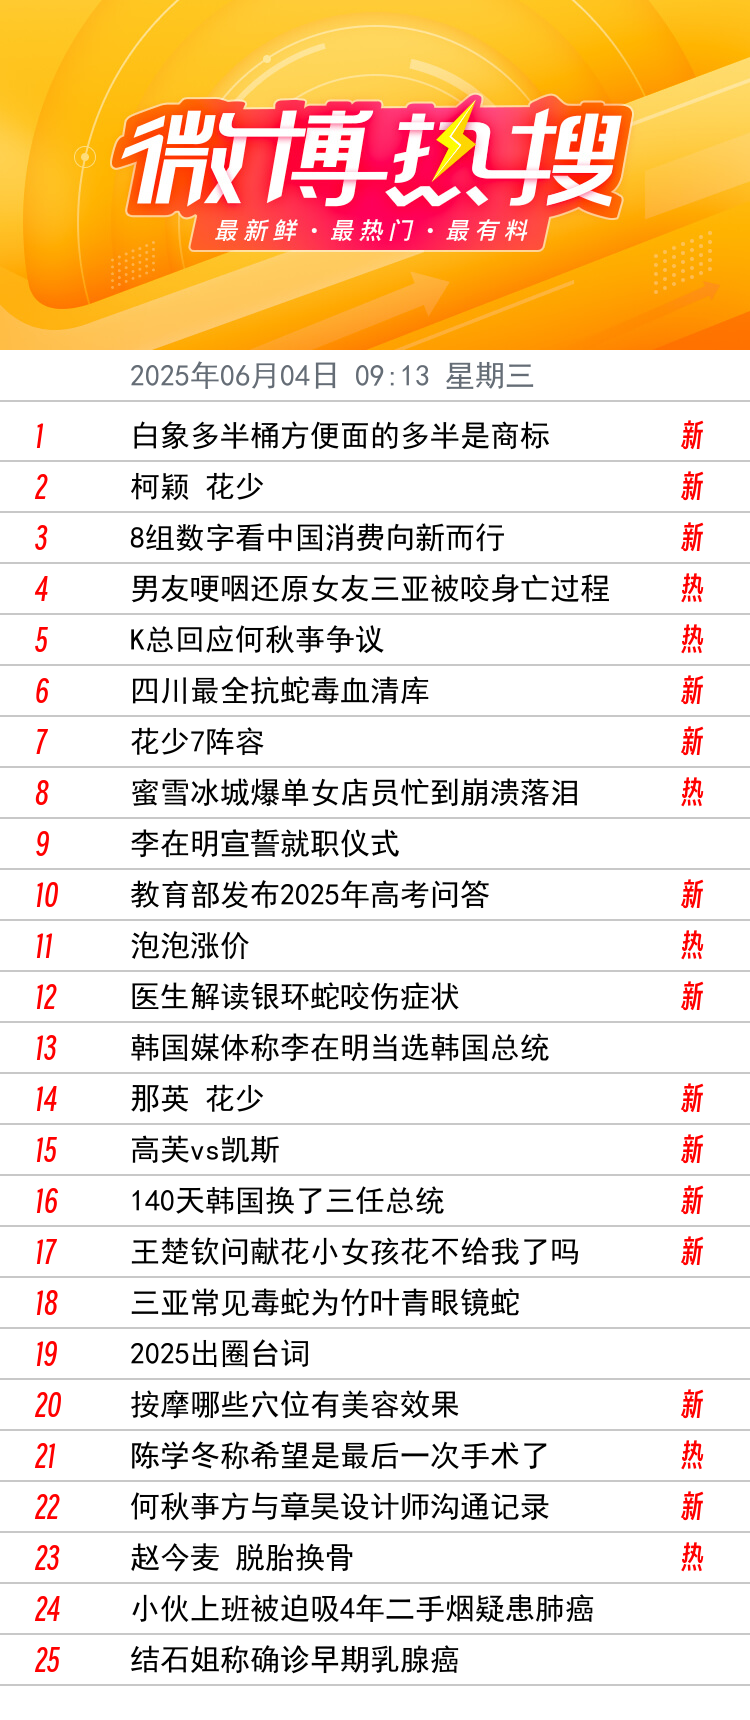 微博热搜
最新鲜·最热门·最有料
2025年06月04日 09:13 星期三
1 白象多半桶方便面的多半是商标 新
2 柯颖 花少 新
3 8组数字看中国消费向新而行 新
4 男友哽咽还原女友三亚被咬身亡过程 热
5 K总回应何秋亊争议 热
6 四川最全抗蛇毒血清库 新
7 花少7阵容 新
8 蜜雪冰城爆单女店员忙到崩溃落泪 热
9 李在明宣誓就职仪式
10 教育部发布2025年高考问答 新
11 泡泡涨价 热
12 医生解读银环蛇咬伤症状 新
13 韩国媒体称李在明当选韩国总统
14 那英 花少 新
15 高芙vs凯斯 新
16 140天韩国换了三任总统 新
17 王楚钦问献花小女孩花不给我了吗 新
18 三亚常见毒蛇为竹叶青眼镜蛇
19 2025出圈台词
20 按摩哪些穴位有美容效果 新
21 陈学冬称希望是最后一次手术了 热
22 何秋亊方与章昊设计师沟通记录 新
23 赵今麦 脱胎换骨 热
24 小伙上班被迫吸4年二手烟疑患肺癌
25 结石姐称确诊早期乳腺癌